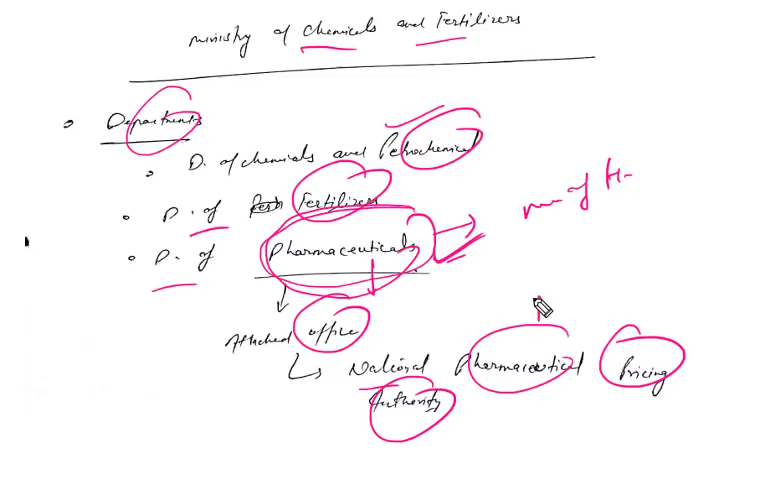 Ministry of Chemicals and Fertilizers
Departments
D. of chemicals and Petrochemical
D. of Fertilizers
D. of Pharmaceuticals
Attached office
National Pharmaceutical Pricing
Authority